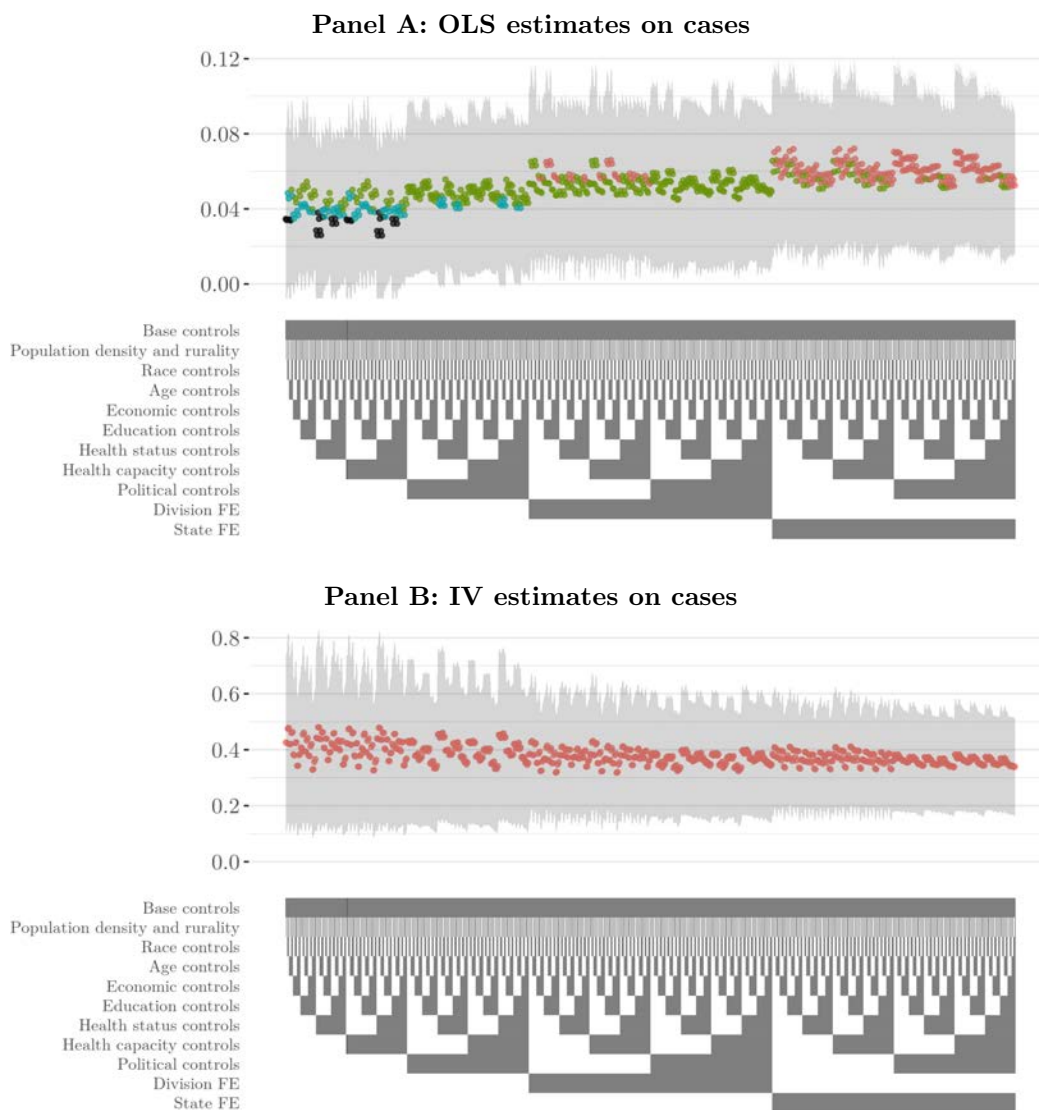 Panel A: OLS estimates on cases
0.12
0.08
0.04
0.00
Base controls
Population density and rurality
Race controls
Age controls
Economic controls
Education controls
Health status controls
Health capacity controls
Political controls
Division FE
State FE
Panel B: IV estimates on cases
0.8
0.6
0.4
0.2
0.0
Base controls
Population density and rurality
Race controls
Age controls
Economic controls
Education controls
Health status controls
Health capacity controls
Political controls
Division FE
State FE